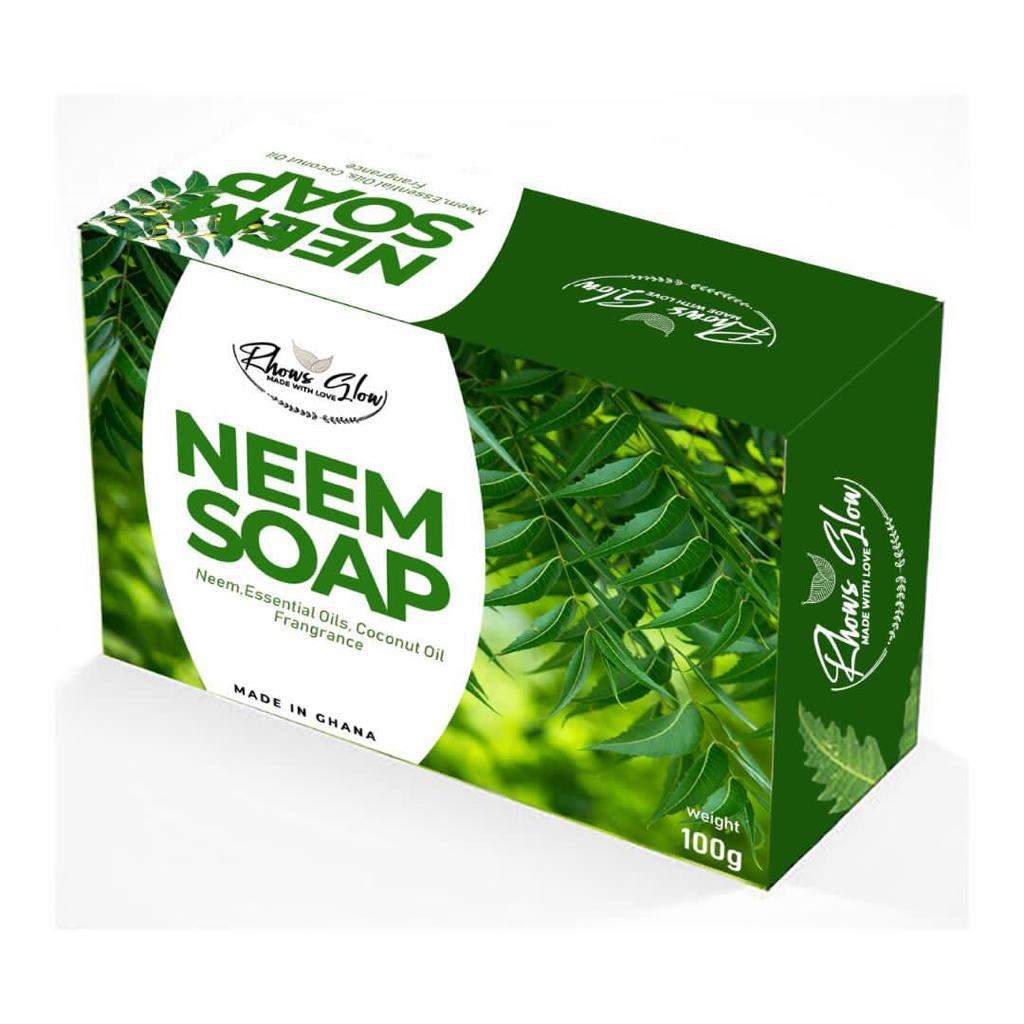 Neem.Essential Oils, Coconut Oil
Frangrance
NEEM
SOAP
Rhows Glow
MADE WITH LOVE
Rhows Glow
MADE WITH LOVE
NEEM
SOAP
Neem,Essential Oils, Coconut Oil
Frangrance
MADE IN GHANA
Rhows Glow
MADE WITH LOVE
weight
100g